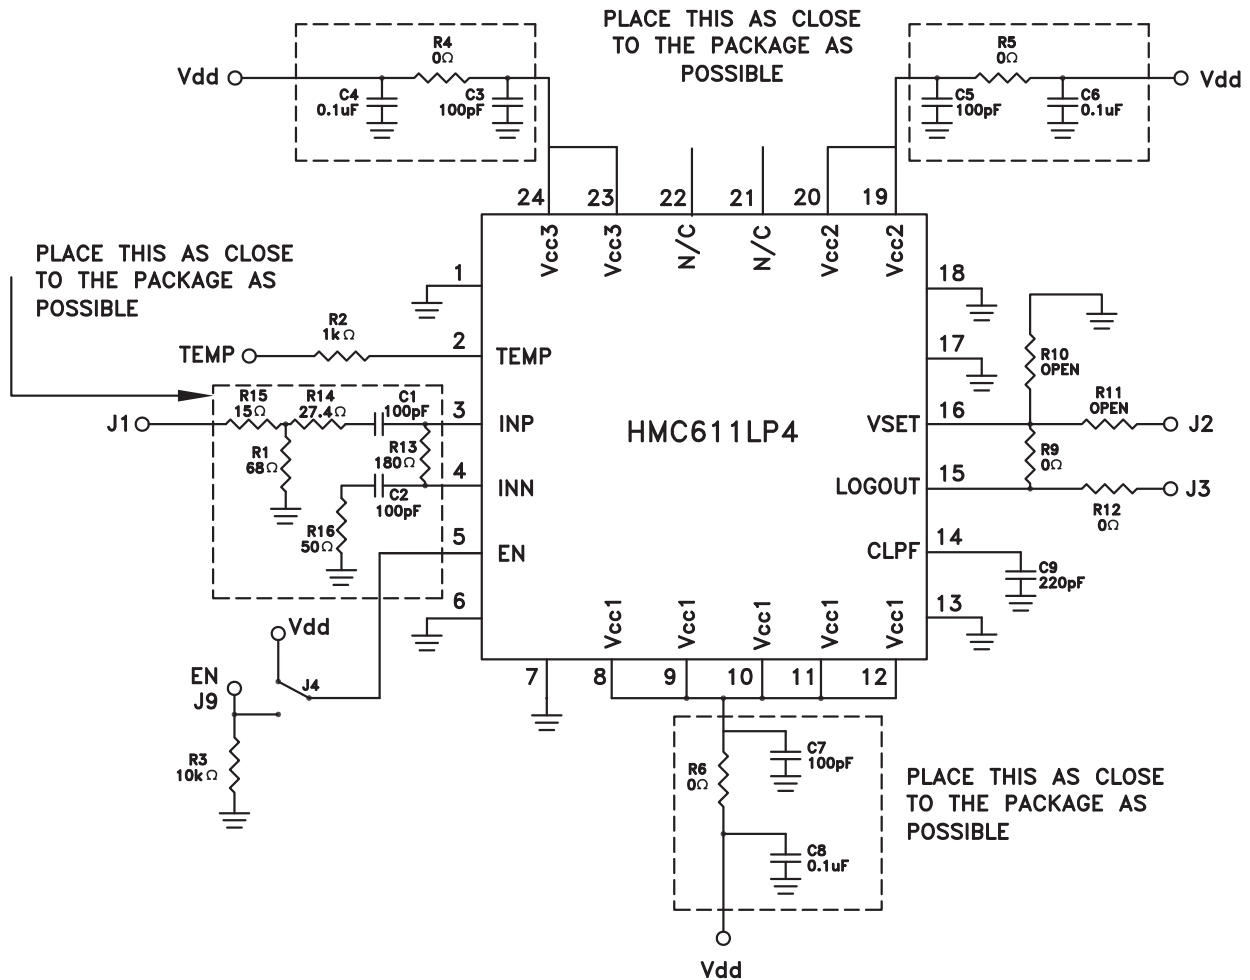 PLACE THIS AS CLOSE
TO THE PACKAGE AS
POSSIBLE
R4
0Ω
R5
0Ω
Vdd
Vdd
C4
0.1uF
C3
100pF
C5
100pF
C6
0.1uF
24
23
22
21
20
19
Vcc3
Vcc3
N/C
N/C
Vcc2
Vcc2
PLACE THIS AS CLOSE
TO THE PACKAGE AS
POSSIBLE
1
18
R2
1kΩ
TEMP
2
TEMP
17
R10
OPEN
R15
15Ω
R14
27.4Ω
C1
100pF
J1
3
INP
HMC611LP4
VSET
16
R11
OPEN
J2
R1
68Ω
R13
180Ω
R9
0Ω
4
INN
LOGOUT
15
J3
C2
100pF
R12
0Ω
R16
50Ω
5
EN
CLPF
14
C9
220pF
6
13
Vcc1
Vcc1
Vcc1
Vcc1
Vcc1
Vdd
7
8
9
10
11
12
EN
J9
J4
R3
10kΩ
C7
100pF
R6
0Ω
PLACE THIS AS CLOSE
TO THE PACKAGE AS
POSSIBLE
C8
0.1uF
Vdd